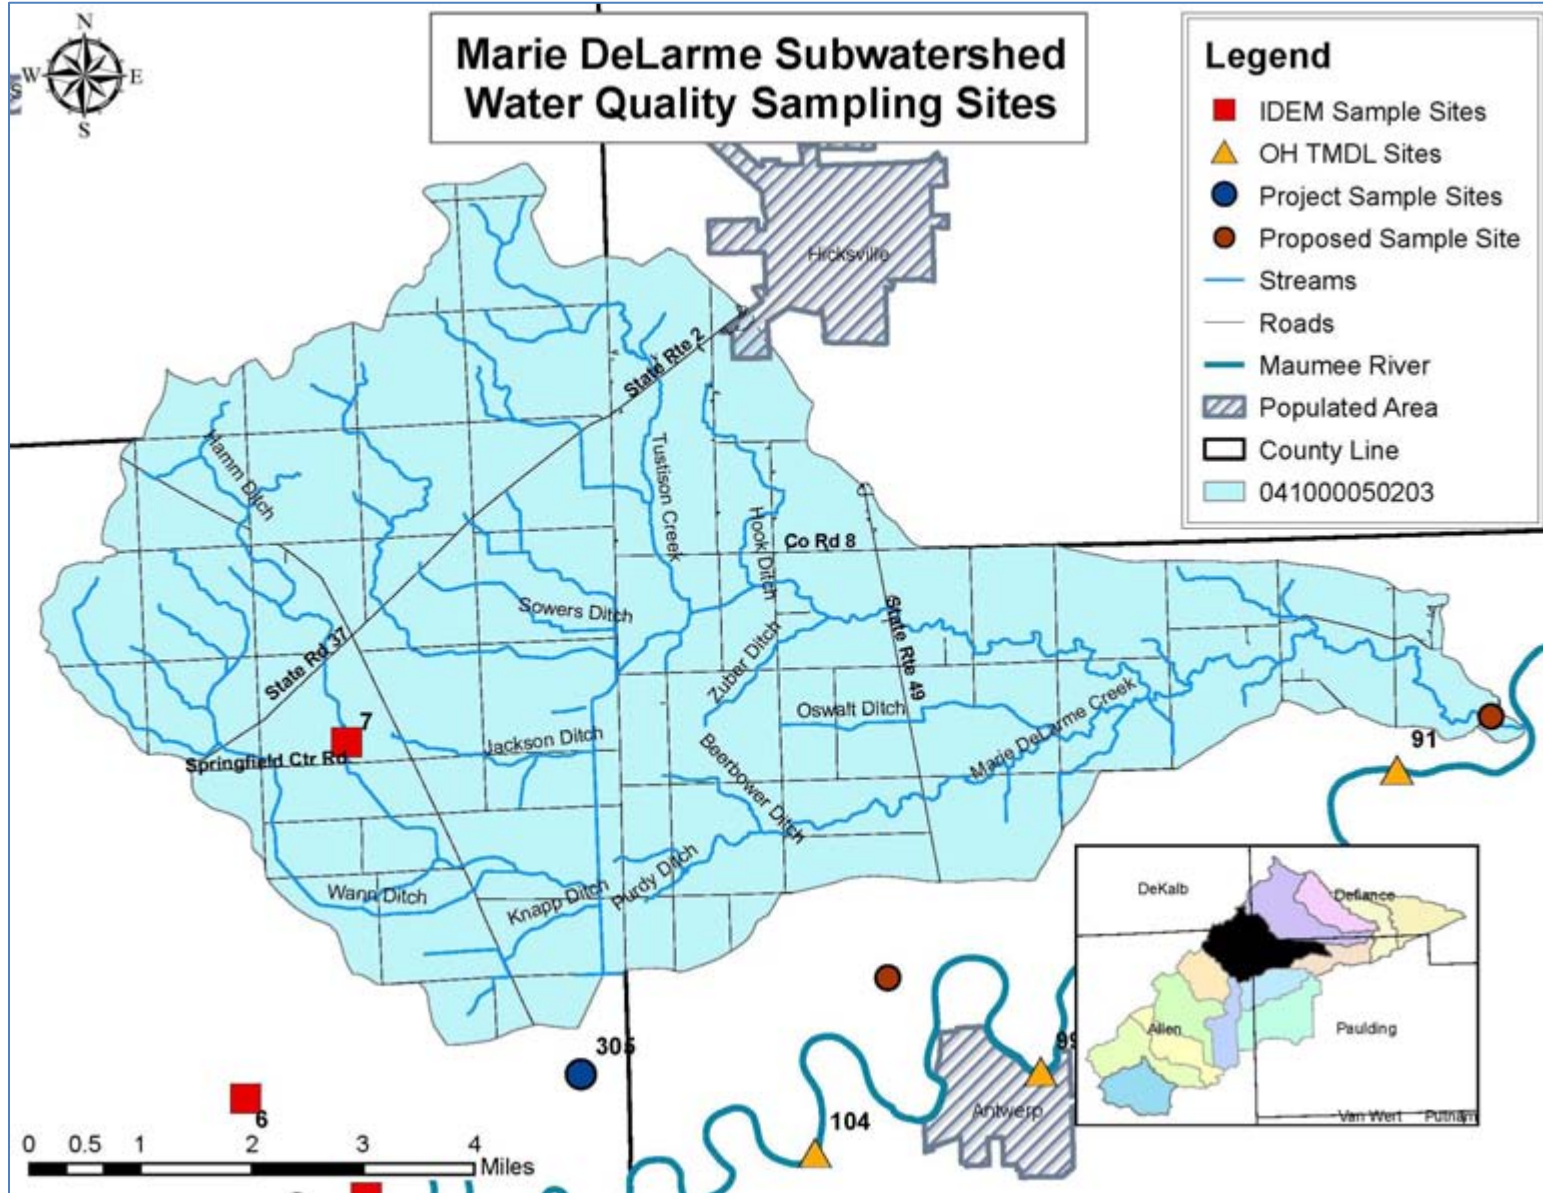 N
W
E
S
Marie DeLarme Subwatershed
Water Quality Sampling Sites
Legend
IDEM Sample Sites
OH TMDL Sites
Project Sample Sites
Proposed Sample Site
Streams
Roads
Maumee River
Populated Area
County Line
041000050203
Hicksville
State Rte 2
Hamm Ditch
Tustison Creek
Hook Ditch
Co Rd 8
Sowers Ditch
State Rte 49
State Rd 37
Zuber Ditch
7
Oswalt Ditch
Marie DeLarme Creek
Springfield Ctr Rd
Jackson Ditch
Beerbower Ditch
91
Wann Ditch
Knapp Ditch
Purdy Ditch
DeKalb
Defiance
Allen
Paulding
Van Wert
Putnam
305
99
6
104
Antwerp
0 0.5 1 2 3 4
Miles